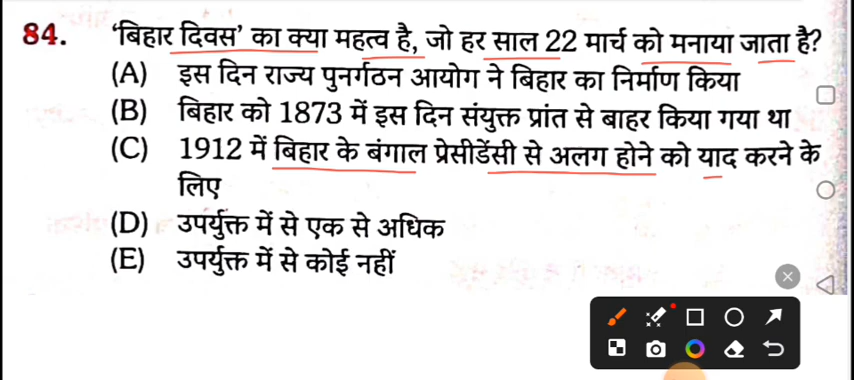 84. ‘बिहार दिवस’ का क्या महत्व है, जो हर साल 22 मार्च को मनाया जाता है?
(A) इस दिन राज्य पुनर्गठन आयोग ने बिहार का निर्माण किया
(B) बिहार को 1873 में इस दिन संयुक्त प्रांत से बाहर किया गया था
(C) 1912 में बिहार के बंगाल प्रेसीडेंसी से अलग होने को याद करने के
लिए
(D) उपर्युक्त में से एक से अधिक
(E) उपर्युक्त में से कोई नहीं